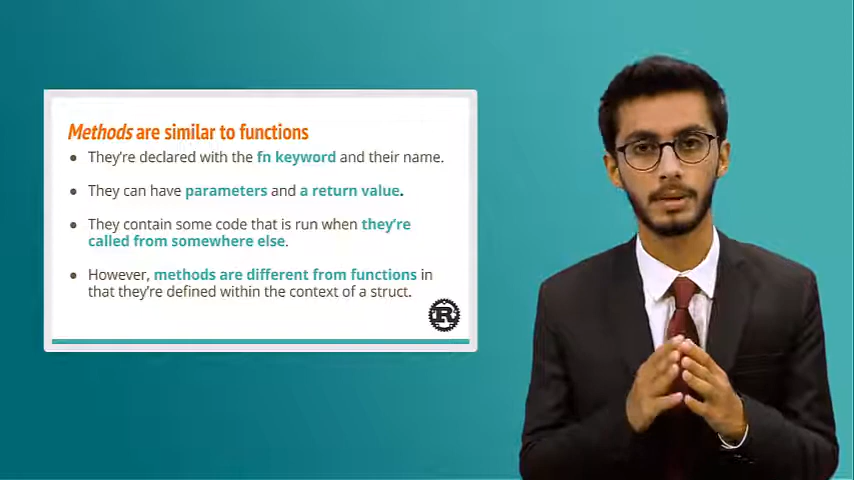 Methods are similar to functions
● They're declared with the fn keyword and their name.
● They can have parameters and a return value.
● They contain some code that is run when they're
called from somewhere else.
● However, methods are different from functions in
that they're defined within the context of a struct.
R